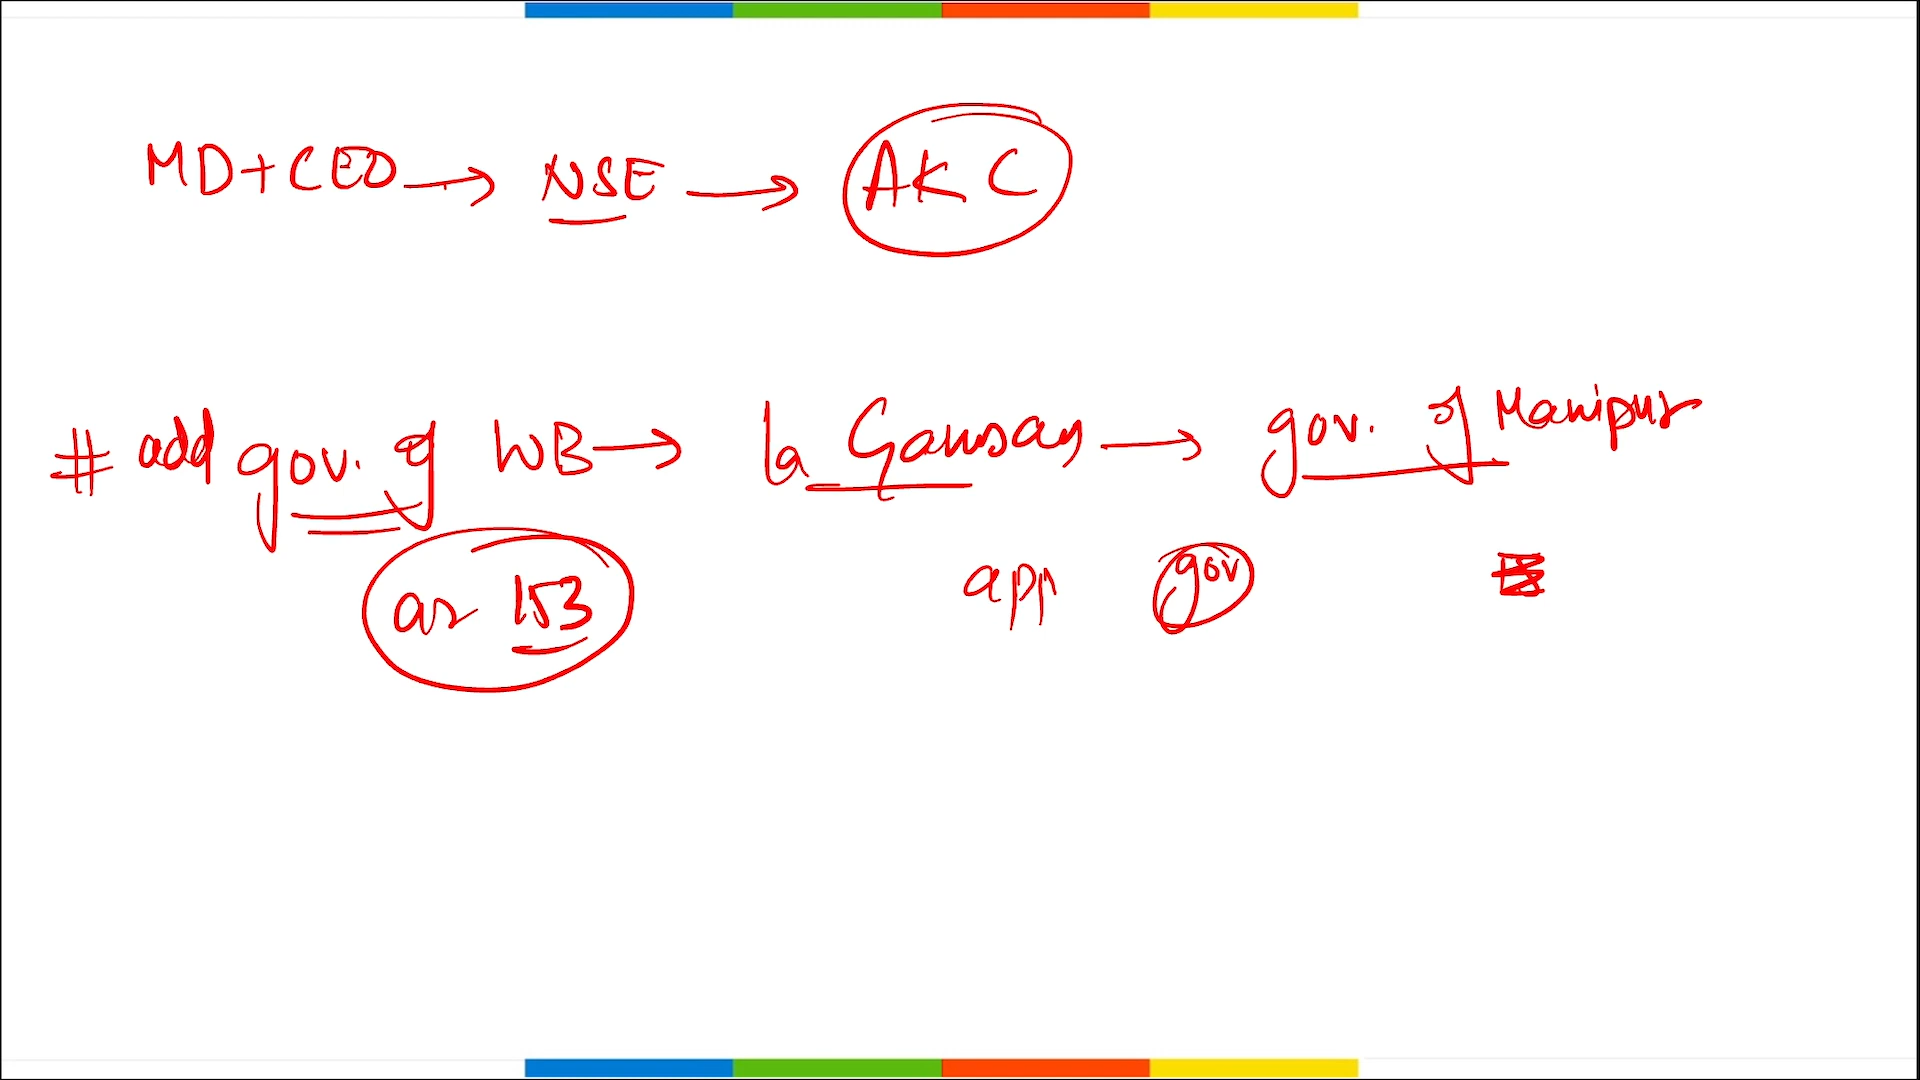 MD+CEO → NSE → AKC
# add gov. of WB → la Ganesan → gov. of Manipur
ar 153 app gov